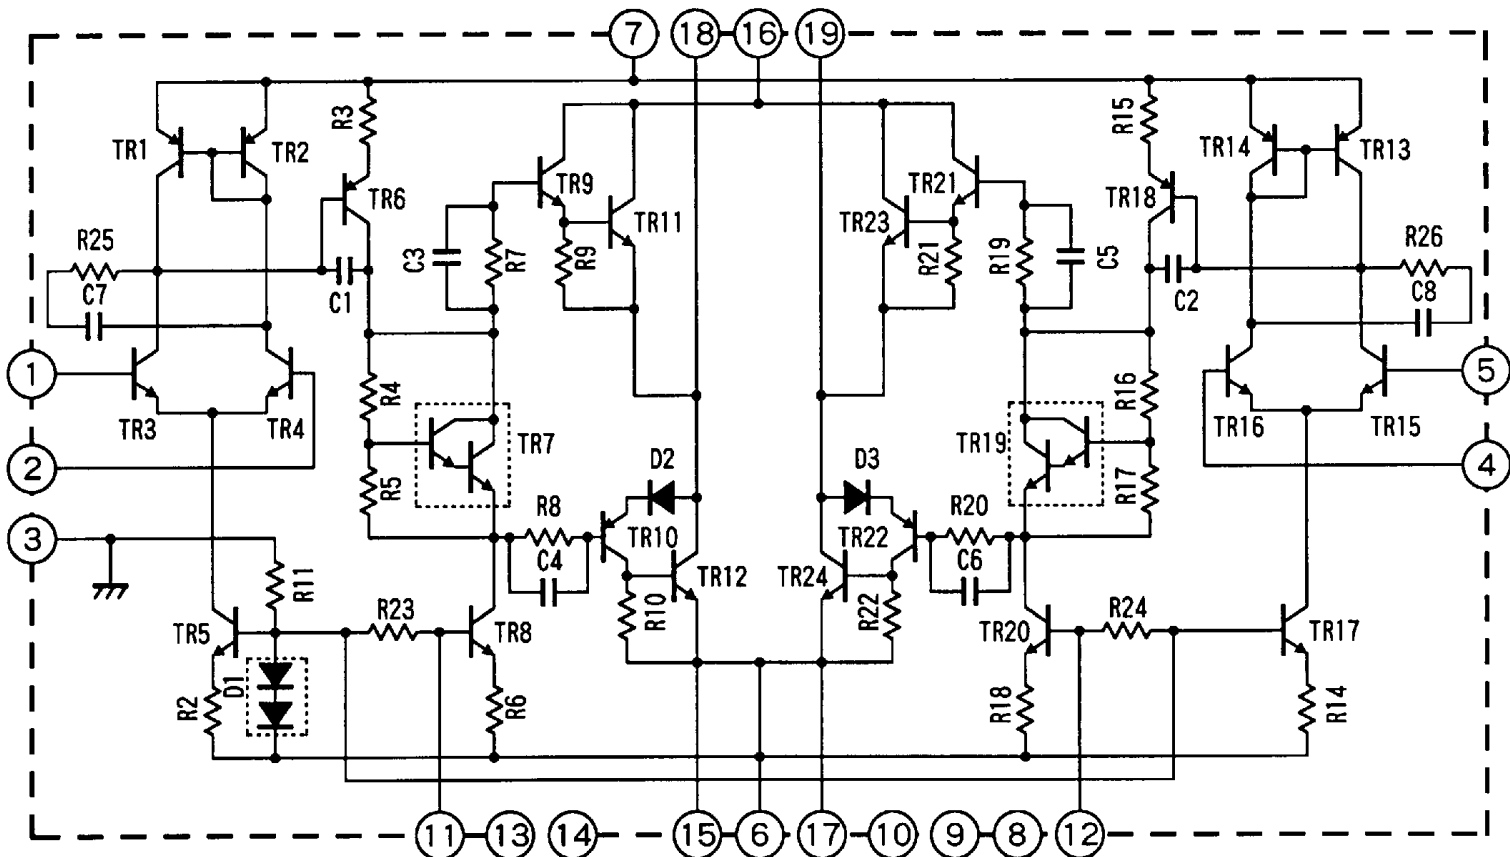 7 18 16 19
TR1 TR2 R3 R15 TR14 TR13
TR6 TR9 TR21 TR18
TR11 TR23
R25 C3 R7 R9 R21 R19 C5 R26
C7 C1 C2 C8
1 5
TR3 TR4 R4 R16 TR16 TR15
TR7 TR19
2 D2 D3 4
R5 R17
R8 R20
3 TR10 TR22
C4 C6
R11 TR12 TR24
R23 R10 R22 R24
TR5 TR8 TR20 TR17
R2 D1 R6 R18 R14
11 13 14 15 6 17 10 9 8 12